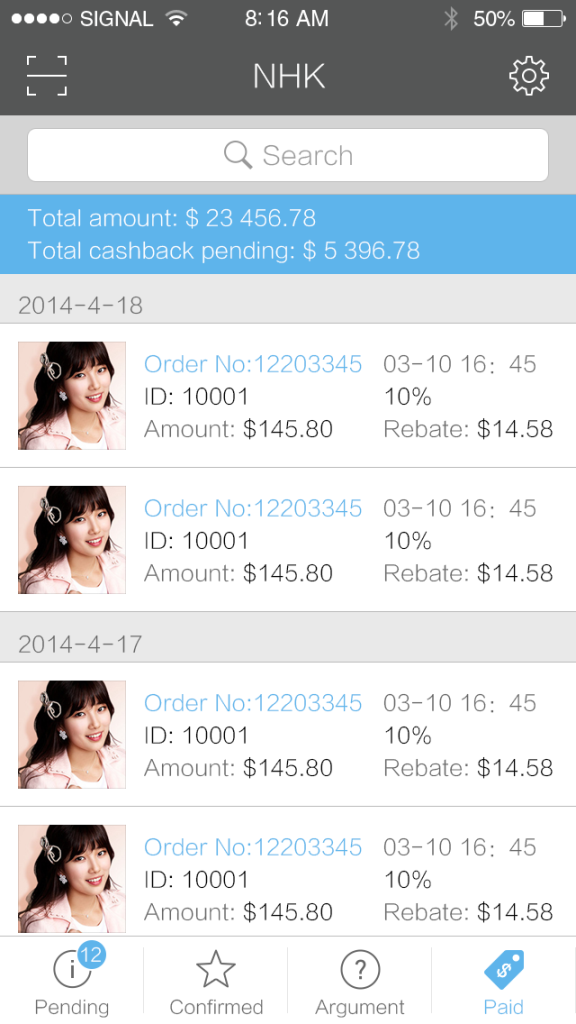 SIGNAL 8:16 AM 50%
NHK
Search
Total amount: $ 23 456.78
Total cashback pending: $ 5 396.78
2014-4-18
Order No:12203345 03-10 16: 45
ID: 10001 10%
Amount: $145.80 Rebate: $14.58
Order No:12203345 03-10 16: 45
ID: 10001 10%
Amount: $145.80 Rebate: $14.58
2014-4-17
Order No:12203345 03-10 16: 45
ID: 10001 10%
Amount: $145.80 Rebate: $14.58
Order No:12203345 03-10 16: 45
ID: 10001 10%
Amount: $145.80 Rebate: $14.58
12
Pending Confirmed Argument Paid